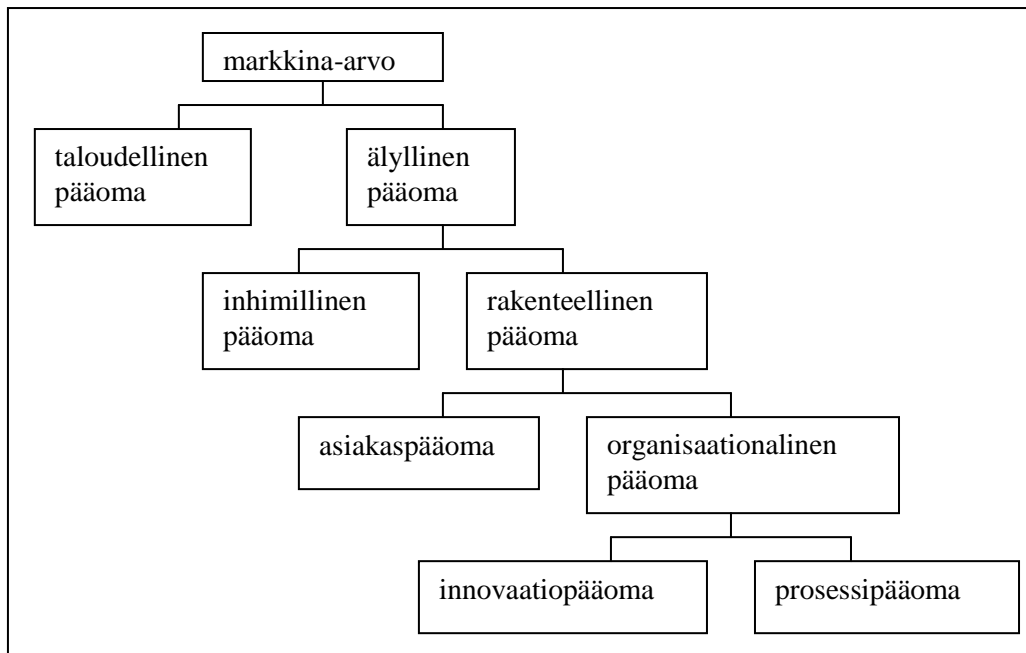 markkina-arvo
taloudellinen
pääoma
älyllinen
pääoma
inhimillinen
pääoma
rakenteellinen
pääoma
asiakaspääoma
organisaationalinen
pääoma
innovaatiopääoma
prosessipääoma